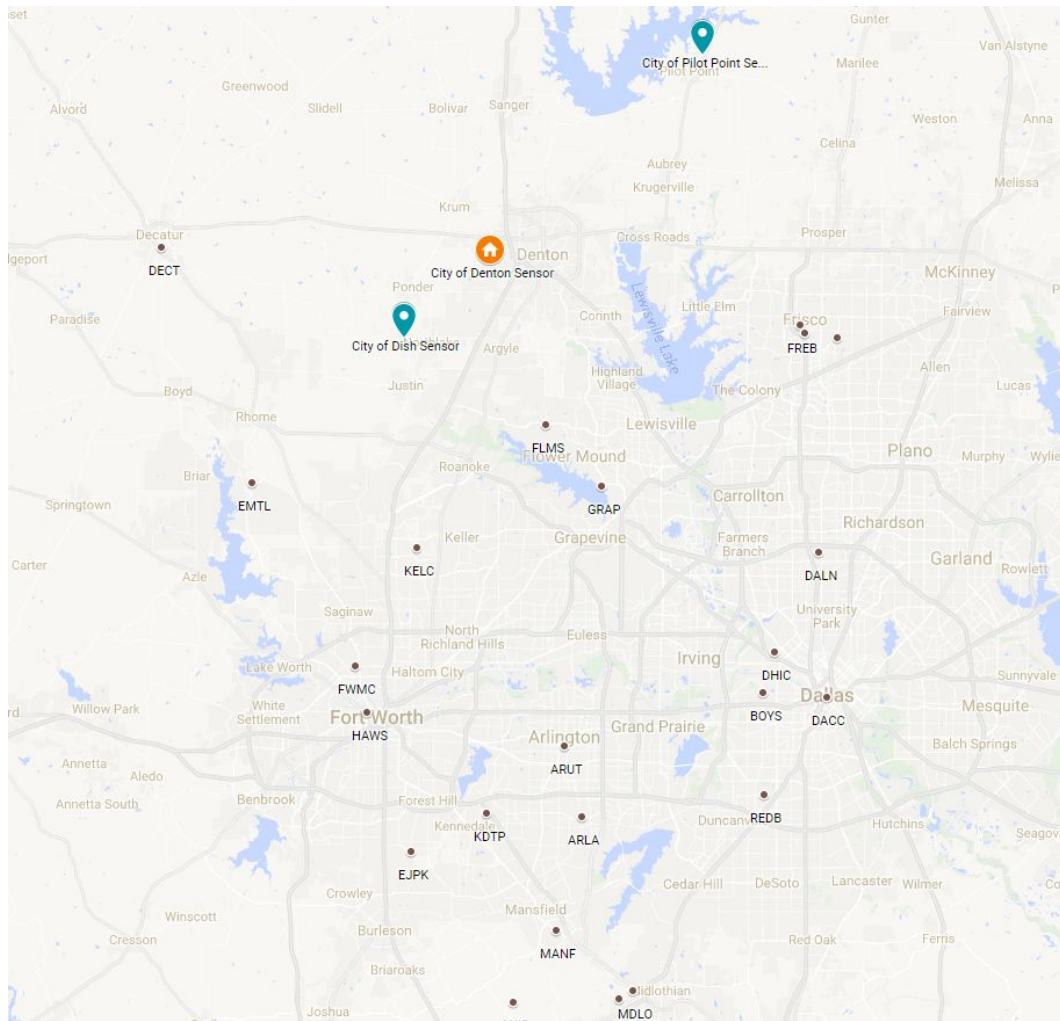 Gunter
Van Alstyne
City of Pilot Point Se...
Pilot Point
Marilee
Greenwood
Alvord
Slidell
Bolivar
Sanger
Weston
Anna
Celina
Aubrey
Krugerville
Melissa
Krum
Decatur
Cross Roads
Prosper
Denton
DECT
City of Denton Sensor
McKinney
Ponder
Little Elm
Fairview
Paradise
Lewisville Lake
Corinth
Frisco
City of Dish Sensor
Argyle
FREB
Allen
Highland
Village
Justin
The Colony
Lucas
Boyd
Rhome
Lewisville
FLMS
Flower Mound
Plano
Murphy
Wylie
Roanoke
Briar
Springtown
EMTL
GRAP
Carrollton
Richardson
Keller
Grapevine
Farmers
Branch
Garland
Rowlett
Carter
KELC
DALN
Azle
Saginaw
University
Park
North
Richland Hills
Euless
Irving
Lake Worth
Haltom City
DHIC
Sunnyvale
FWMC
Dallas
Willow Park
White
Settlement
Fort Worth
BOYS
DACC
Mesquite
HAWS
Arlington
Grand Prairie
Balch Springs
Annetta
Aledo
ARUT
Annetta South
Benbrook
Forest Hill
Kennedale
KDTP
ARLA
REDB
Hutchins
EJPK
Crowley
Cedar Hill
DeSoto
Lancaster
Wilmer
Mansfield
Winscott
Burleson
Cresson
MANF
Red Oak
Ferris
Briaroaks
Midlothian
Joshua
MDLO